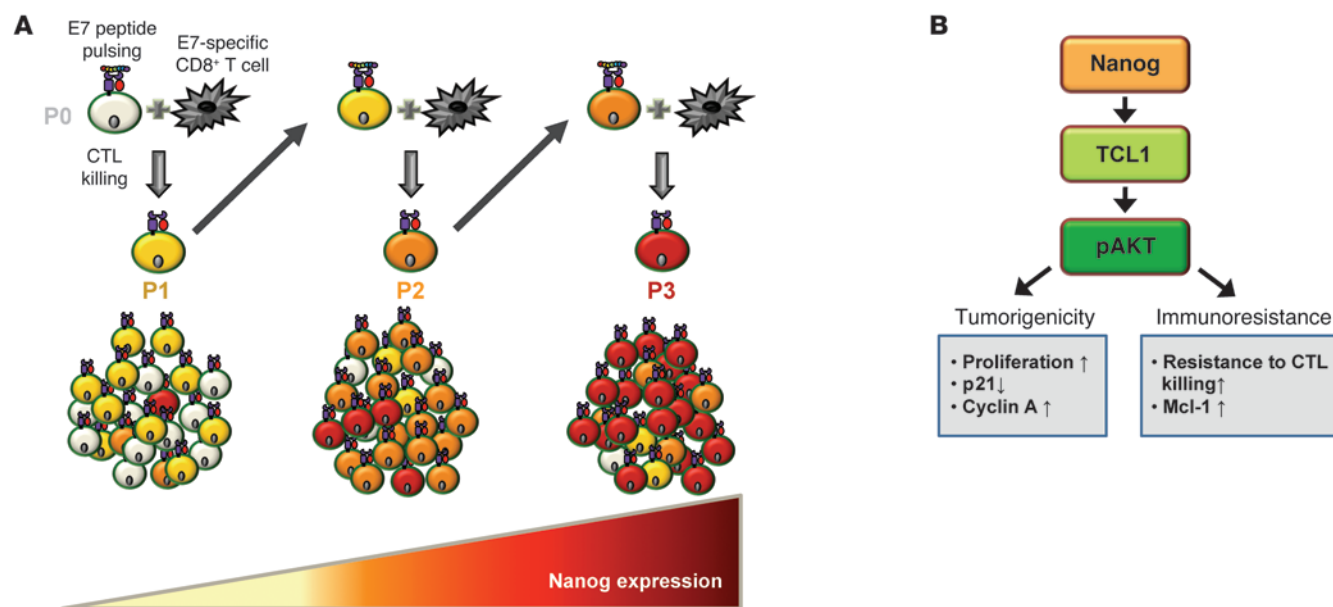 A
E7 peptide
pulsing
E7-specific
CD8⁺ T cell
P0
CTL
killing
P1
P2
P3
Nanog expression
B
Nanog
TCL1
pAKT
Tumorigenicity
• Proliferation ↑
• p21↓
• Cyclin A ↑
Immunoresistance
• Resistance to CTL
killing↑
• Mcl-1 ↑